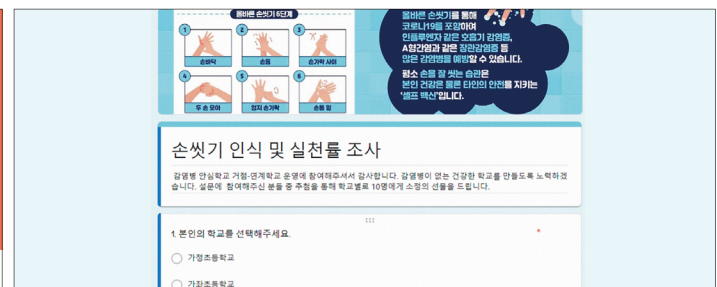 올바른 손씻기 6단계
1
2
3
손바닥
손등
손가락 사이
4
5
6
두 손 모아
엄지 손가락
손톱 밑
올바른 손씻기를 통해
코로나19를 포함하여
인플루엔자 같은 호흡기 감염증,
A형간염과 같은 장관감염증 등
많은 감염병을 예방할 수 있습니다.
평소 손을 잘 씻는 습관은
본인 건강은 물론 타인의 안전을 지키는
'셀프 백신'입니다.
손씻기 인식 및 실천률 조사
감염병 안심학교 거점-연계학교 운영에 참여해주셔서 감사합니다. 감염병이 없는 건강한 학교를 만들도록 노력하겠
습니다. 설문에 참여해주신 분들 중 추첨을 통해 학교별로 10명에게 소정의 선물을 드립니다.
1. 본인의 학교를 선택해주세요. *
가정초등학교
가좌초등학교